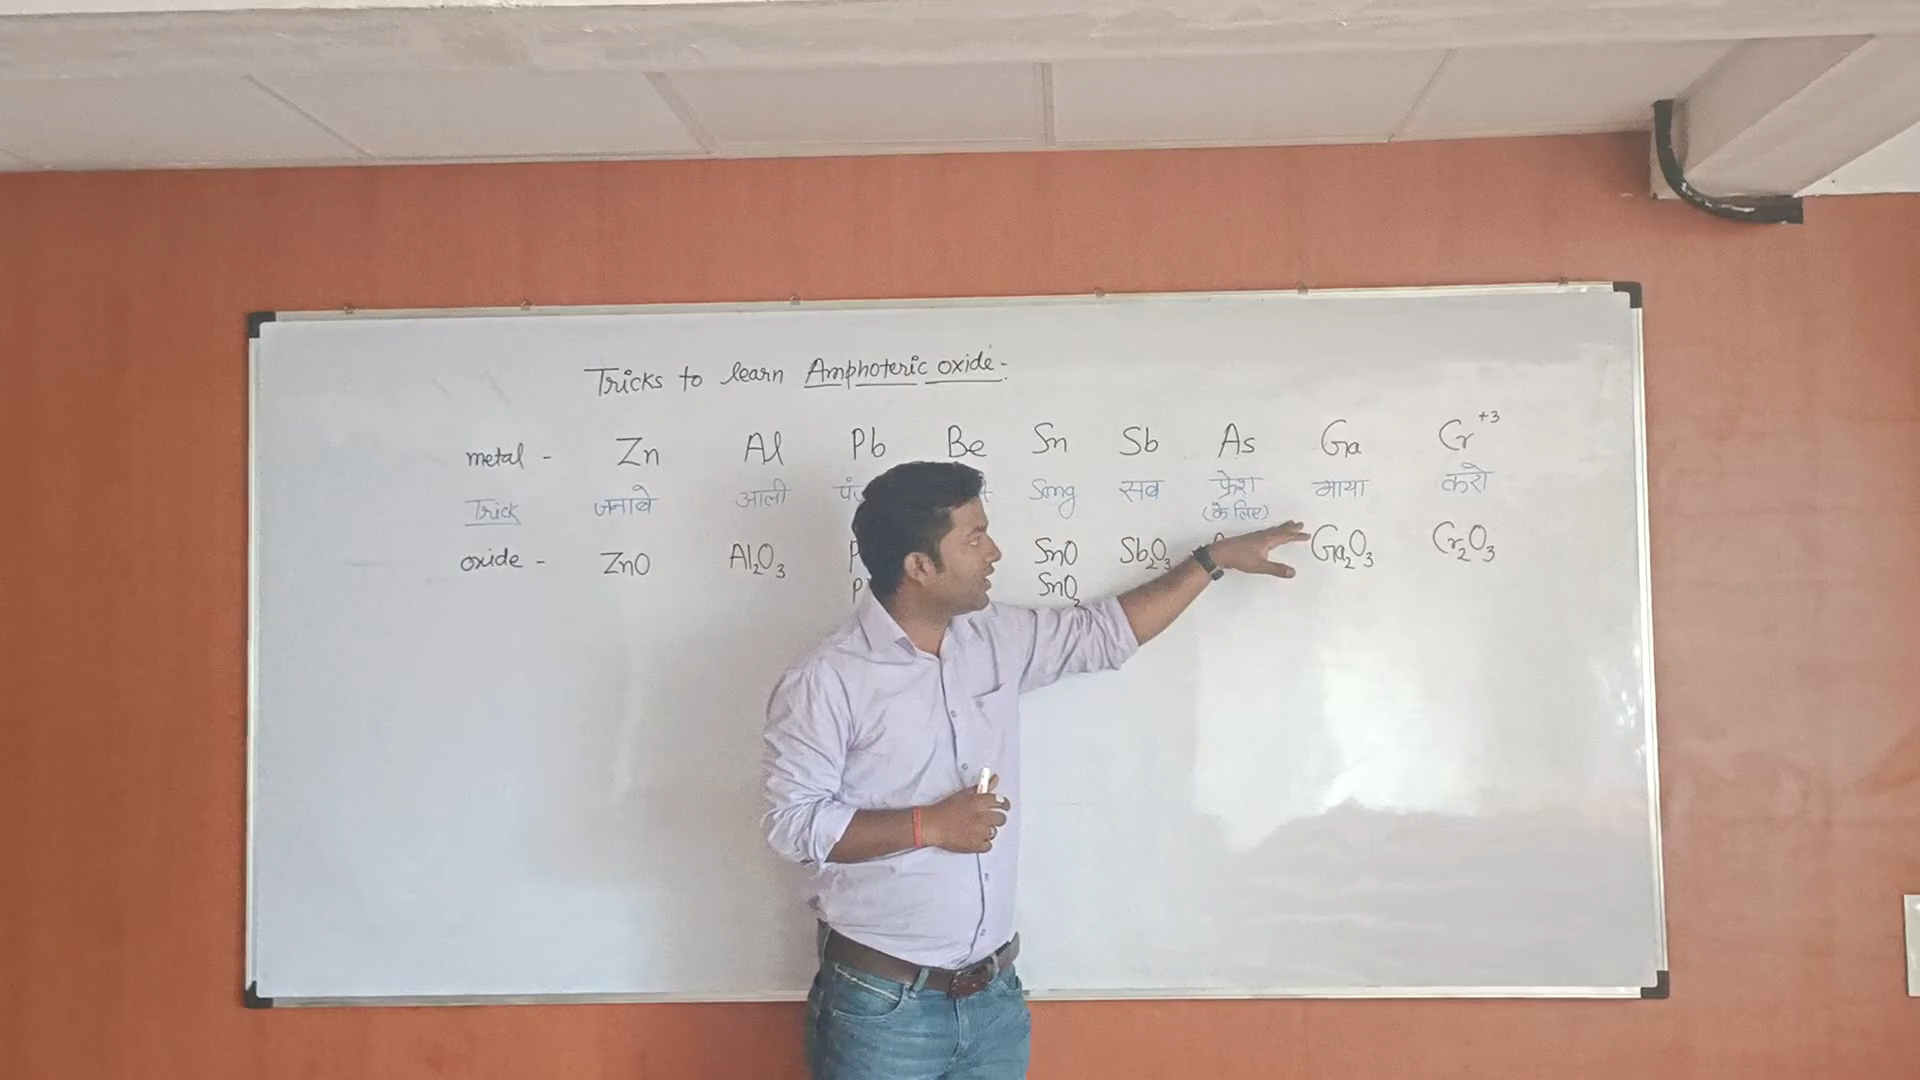 Tricks to learn Amphoteric oxide -
metal - Zn Al Pb Be Sn Sb As Ga Cr +3
Trick जनाबे आली Song सब फ्रेश (के लिए) माया करो
oxide - ZnO Al₂O₃ SnO Sb₂O₃ Ga₂O₃ Cr₂O₃
SnO₂